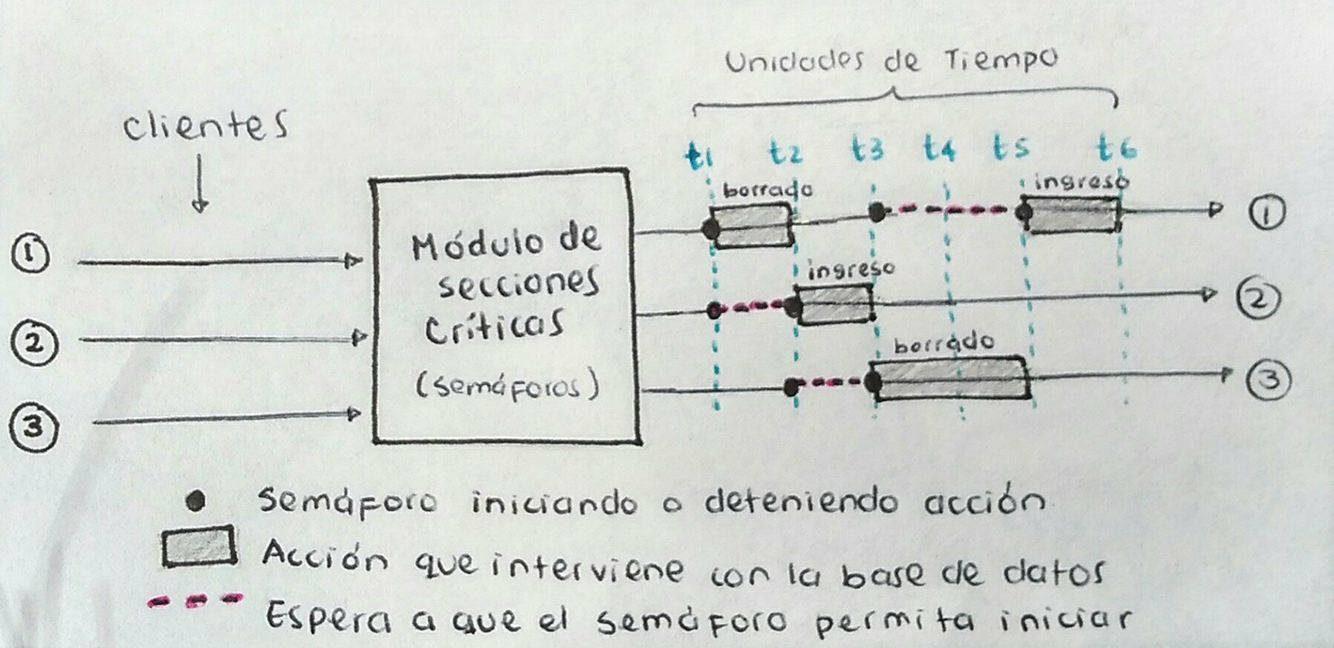 Unidades de Tiempo
clientes
t1 t2 t3 t4 t5 t6
borrado
ingreso
1
1
Módulo de
secciones
Críticas
(semáforos)
ingreso
2
2
borrado
3
3
Semáforo iniciando o deteniendo acción
Acción que interviene con la base de datos
Espera a que el semáforo permita iniciar